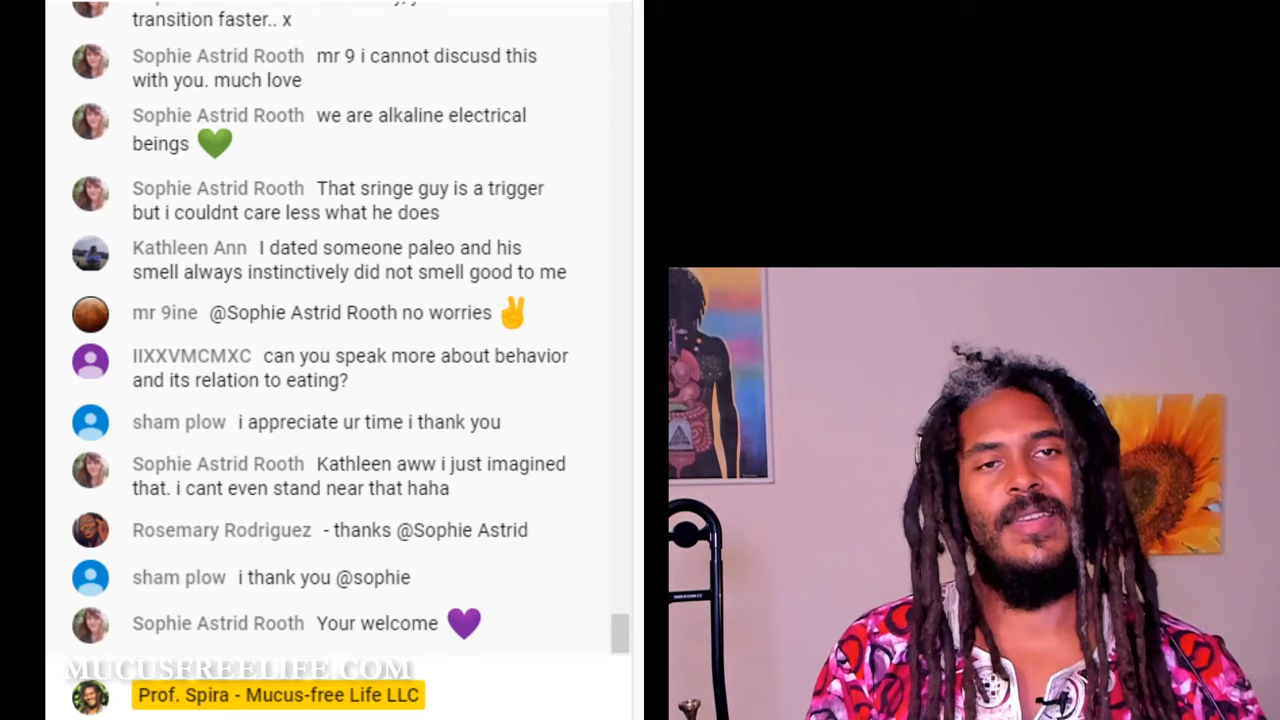 transition faster.. x
Sophie Astrid Rooth mr 9 i cannot discusd this
with you. much love
Sophie Astrid Rooth we are alkaline electrical
beings 💚
Sophie Astrid Rooth That sringe guy is a trigger
but i couldnt care less what he does
Kathleen Ann I dated someone paleo and his
smell always instinctively did not smell good to me
mr 9ine @Sophie Astrid Rooth no worries ✌
IIXXVMCMXC can you speak more about behavior
and its relation to eating?
sham plow i appreciate ur time i thank you
Sophie Astrid Rooth Kathleen aww i just imagined
that. i cant even stand near that haha
Rosemary Rodriguez - thanks @Sophie Astrid
sham plow i thank you @sophie
Sophie Astrid Rooth Your welcome 💜
MUCUSFREELIFE.COM
Prof. Spira - Mucus-free Life LLC